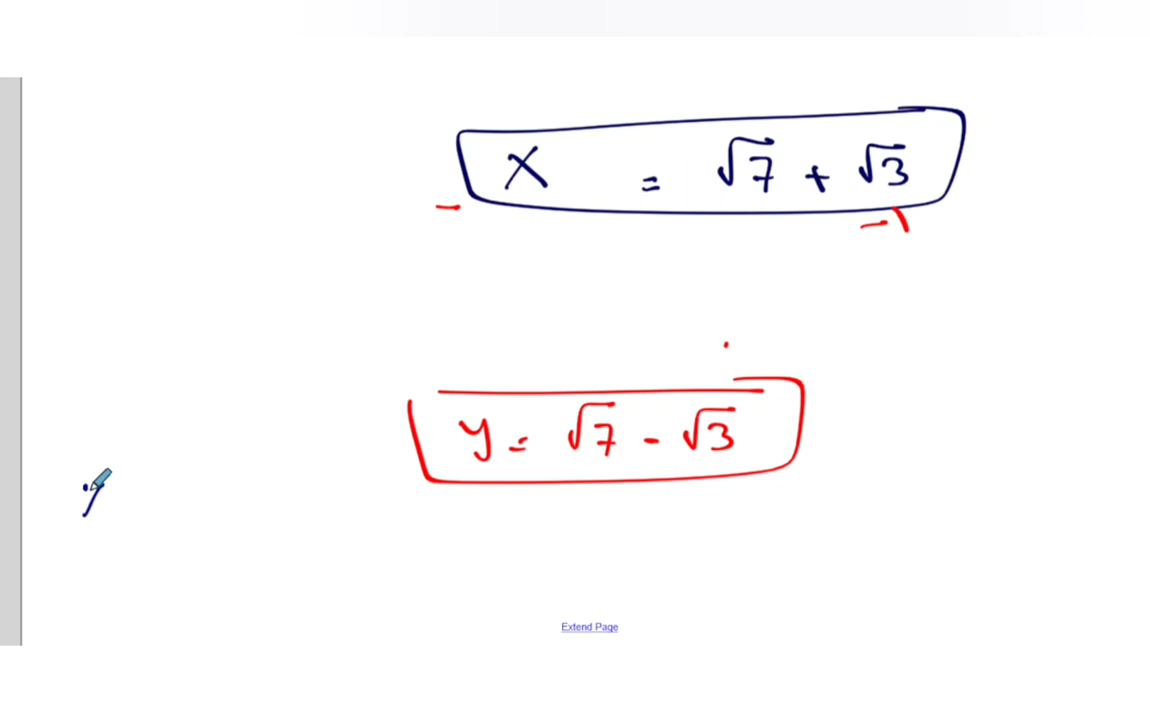 X = √7 + √3
y = √7 - √3
Extend Page